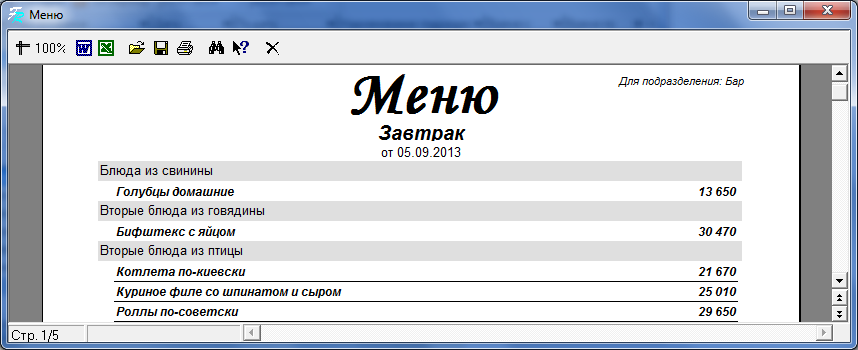 Меню
100%
Для подразделения: Бар
Меню
Завтрак
от 05.09.2013
Блюда из свинины
Голубцы домашние 13 650
Вторые блюда из говядины
Бифштекс с яйцом 30 470
Вторые блюда из птицы
Котлета по-киевски 21 670
Куриное филе со шпинатом и сыром 25 010
Роллы по-советски 29 650
Стр. 1/5